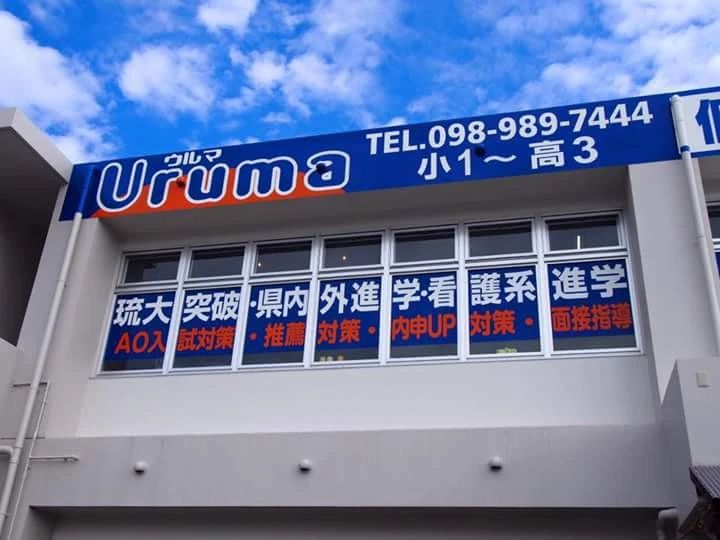 ウルマ
Uruma
TEL.098-989-7444
小1～高3
琉大突破・県内外進学・看護系進学
AO入試対策・推薦対策・内申UP対策・面接指導